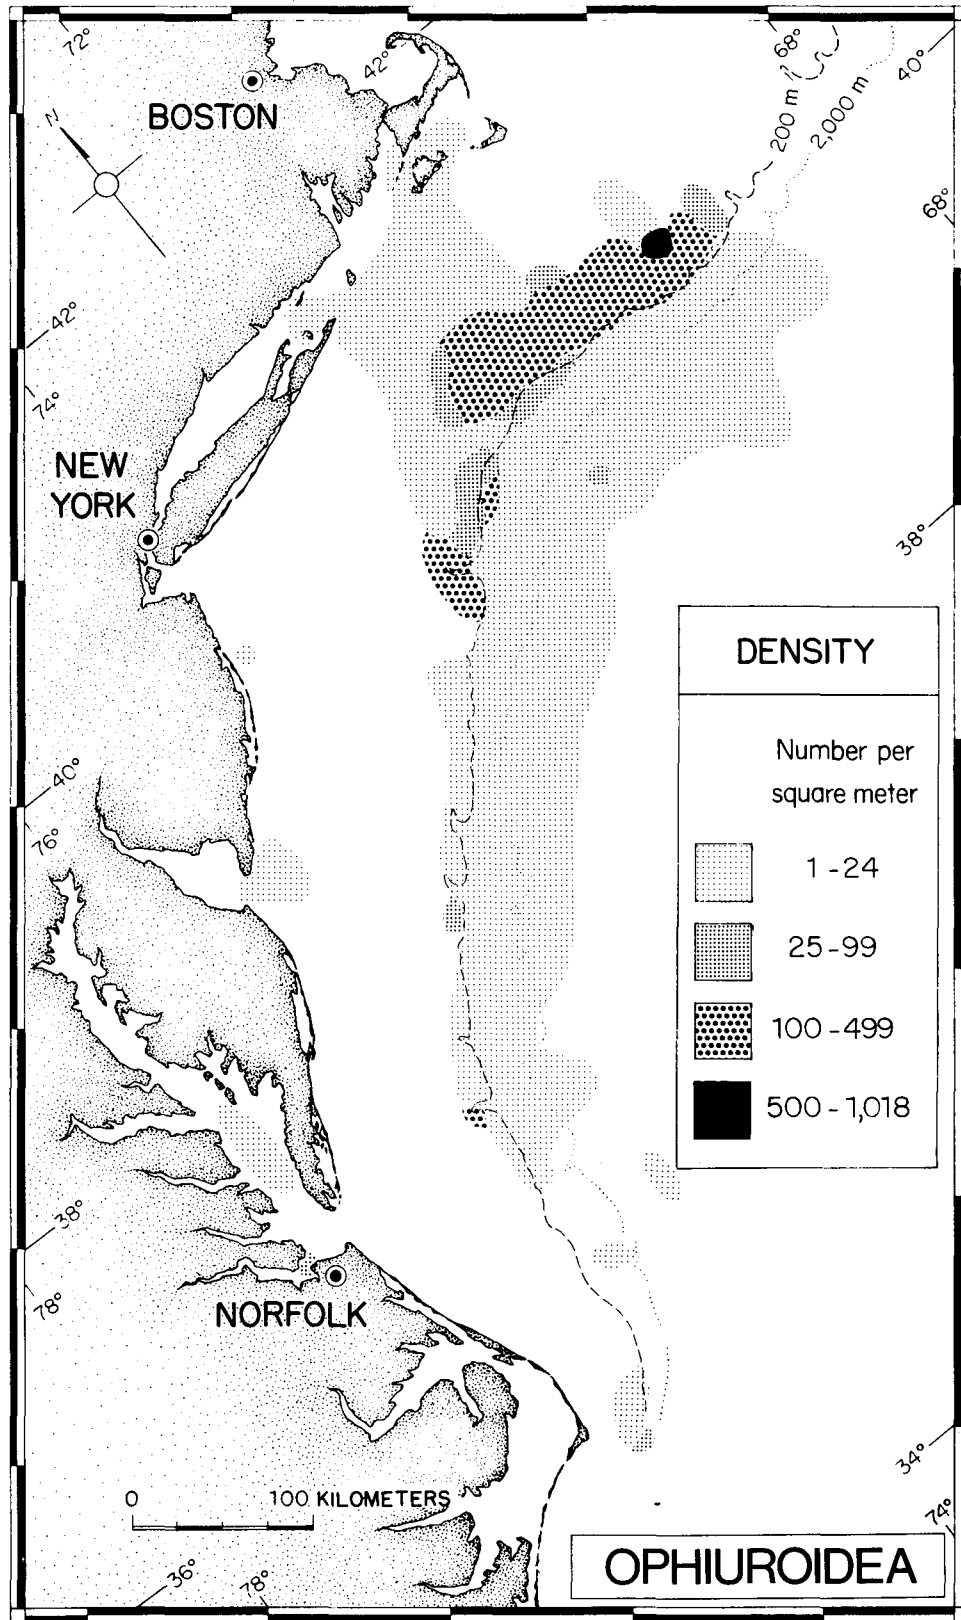 72°
42°
68°
40°
BOSTON
200 m
2,000 m
N
68°
42°
74°
NEW
YORK
38°
DENSITY
Number per
square meter
40°
76°
1-24
25-99
100-499
500-1,018
38°
78°
NORFOLK
34°
0 100 KILOMETERS
74°
OPHIUROIDEA
36°
78°